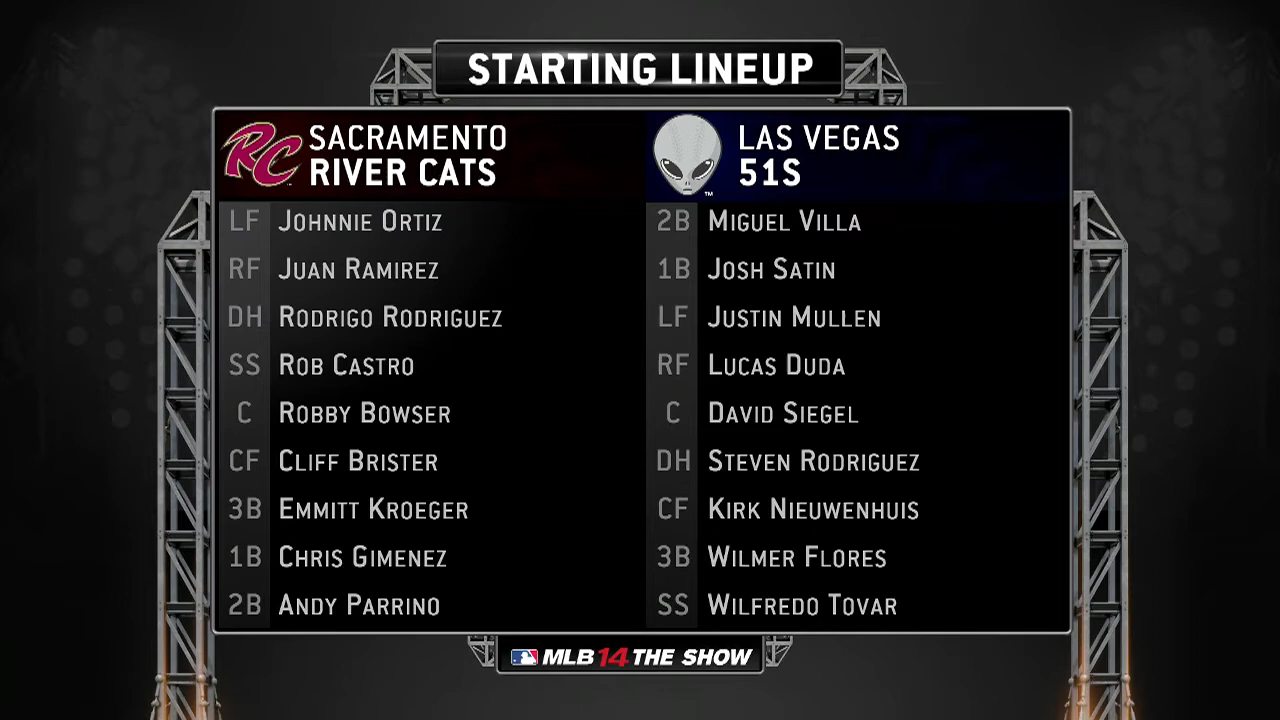 STARTING LINEUP
RC SACRAMENTO
RIVER CATS
LF JOHNNIE ORTIZ
RF JUAN RAMIREZ
DH RODRIGO RODRIGUEZ
SS ROB CASTRO
C ROBBY BOWSER
CF CLIFF BRISTER
3B EMMITT KROEGER
1B CHRIS GIMENEZ
2B ANDY PARRINO
LAS VEGAS
51S
TM
2B MIGUEL VILLA
1B JOSH SATIN
LF JUSTIN MULLEN
RF LUCAS DUDA
C DAVID SIEGEL
DH STEVEN RODRIGUEZ
CF KIRK NIEUWENHUIS
3B WILMER FLORES
SS WILFREDO TOVAR
MLB 14 THE SHOW